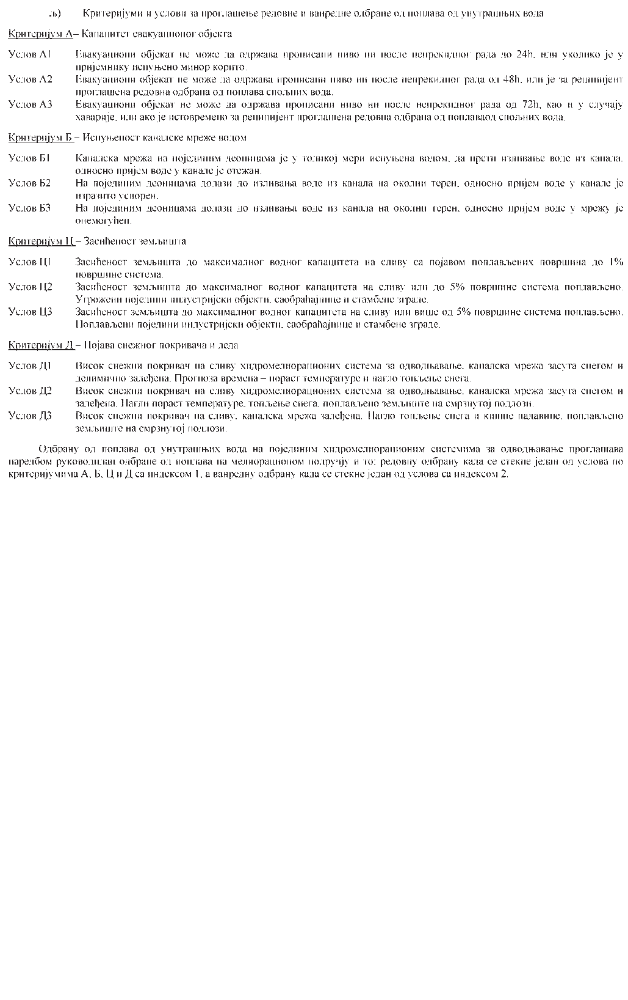 љ) Критеријуми и услови за проглашење редовне и ванредне одбране од поплава од унутрашњих вода
Критеријум А– Капацитет евакуационог објекта
Услов А1 Евакуациони објекат не може да одржава прописани ниво ни после непрекидног рада до 24h, или уколико је у
пријемнику испуњено минор корито.
Услов А2 Евакуациони објекат не може да одржава прописани ниво ни после непрекидног рада од 48h, или је за реципијент
проглашена редовна одбрана од поплава спољних вода.
Услов А3 Евакуациони објекат не може да одржава прописани ниво ни после непрекидног рада од 72h, као и у случају
хаварије, или ако је истовремено за реципијент проглашена редовна одбрана од поплаваод спољних вода.
Критеријум Б – Испуњеност каналске мреже водом
Услов Б1 Каналска мрежа на појединим деоницама је у толикој мери испуњена водом, да прети изливање воде из канала,
односно пријем воде у канале је отежан.
Услов Б2 На појединим деоницама долази до изливања воде из канала на околни терен, односно пријем воде у канале је
изразито успорен.
Услов Б3 На појединим деоницама долази до изливања воде из канала на околни терен, односно пријем воде у мрежу је
онемогућен.
Критеријум Ц – Засићеност земљишта
Услов Ц1 Засићеност земљишта до максималног водног капацитета на сливу са појавом поплављених површина до 1%
површине система.
Услов Ц2 Засићеност земљишта до максималног водног капацитета на сливу или до 5% површине система поплављено.
Угрожени поједини индустријски објекти, саобраћајнице и стамбене зграде.
Услов Ц3 Засићеност земљишта до максималног водног капацитета на сливу или више од 5% површине система поплављено.
Поплављени поједини индустријски објекти, саобраћајнице и стамбене зграде.
Критеријум Д – Појава снежног покривача и леда
Услов Д1 Висок снежни покривач на сливу хидромелиорационих система за одводњавање, каналска мрежа засута снегом и
делимично залеђена. Прогноза времена – пораст температуре и нагло топљење снега.
Услов Д2 Висок снежни покривач на сливу хидромелиорационих система за одводњавање, каналска мрежа засута снегом и
залеђена. Нагли пораст температуре, топљење снега, поплављено земљиште на смрзнутој подлози.
Услов Д3 Висок снежни покривач на сливу, каналска мрежа залеђена. Нагло топљење снега и кишне падавине, поплављено
земљиште на смрзнутој подлози.
Одбрану од поплава од унутрашњих вода на појединим хидромелиорационим системима за одводњавање проглашава
наредбом руководилац одбране од поплава на мелиорационом подручју и то: редовну одбрану када се стекне један од услова по
критеријумима А, Б, Ц и Д са индексом 1, а ванредну одбрану када се стекне један од услова са индексом 2.